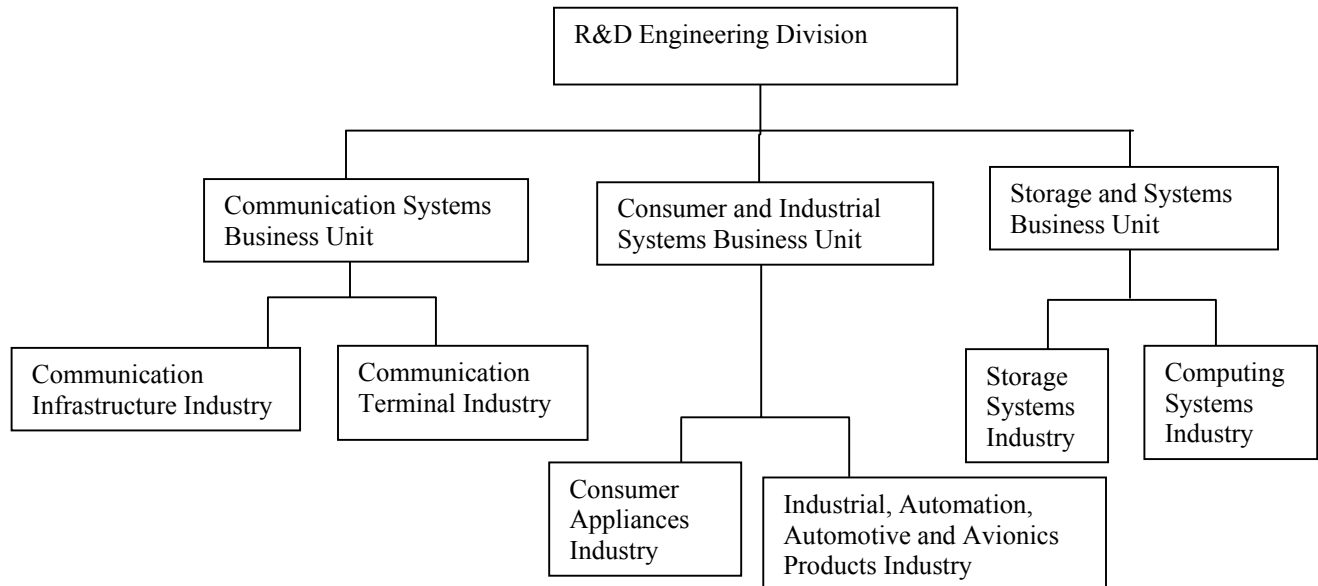 R&D Engineering Division
Communication Systems
Business Unit
Consumer and Industrial
Systems Business Unit
Storage and Systems
Business Unit
Communication
Infrastructure Industry
Communication
Terminal Industry
Storage
Systems
Industry
Computing
Systems
Industry
Consumer
Appliances
Industry
Industrial, Automation,
Automotive and Avionics
Products Industry